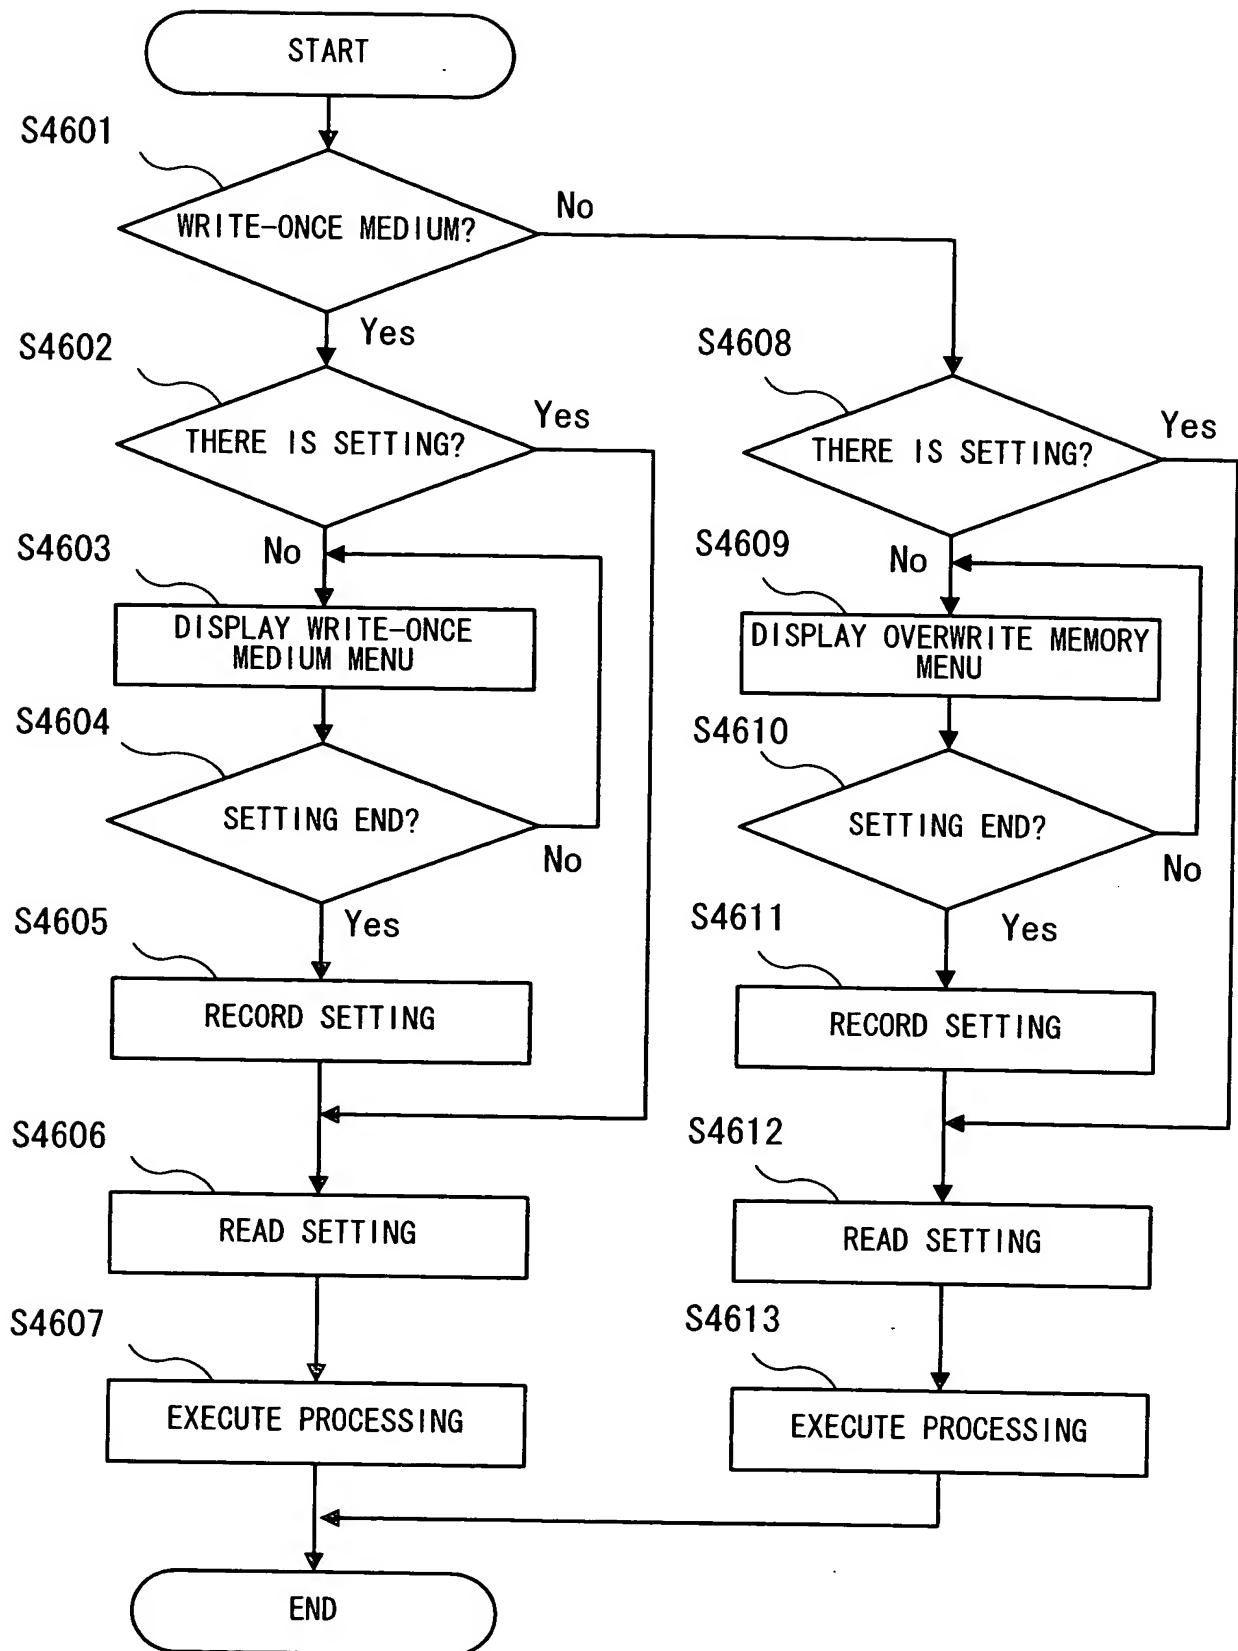 START
S4601
WRITE-ONCE MEDIUM?
No
Yes
S4602
THERE IS SETTING?
Yes
No
S4603
DISPLAY WRITE-ONCE
MEDIUM MENU
S4604
SETTING END?
No
Yes
S4605
RECORD SETTING
S4606
READ SETTING
S4607
EXECUTE PROCESSING
S4608
THERE IS SETTING?
Yes
No
S4609
DISPLAY OVERWRITE MEMORY
MENU
S4610
SETTING END?
No
Yes
S4611
RECORD SETTING
S4612
READ SETTING
S4613
EXECUTE PROCESSING
END